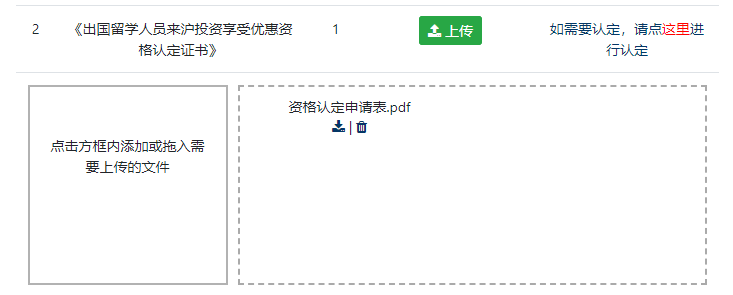 2 《出国留学人员来沪投资享受优惠资 1 上传 如需要认定，请点这里进
格认定证书》 行认定
点击方框内添加或拖入需
要上传的文件
资格认定申请表.pdf
|